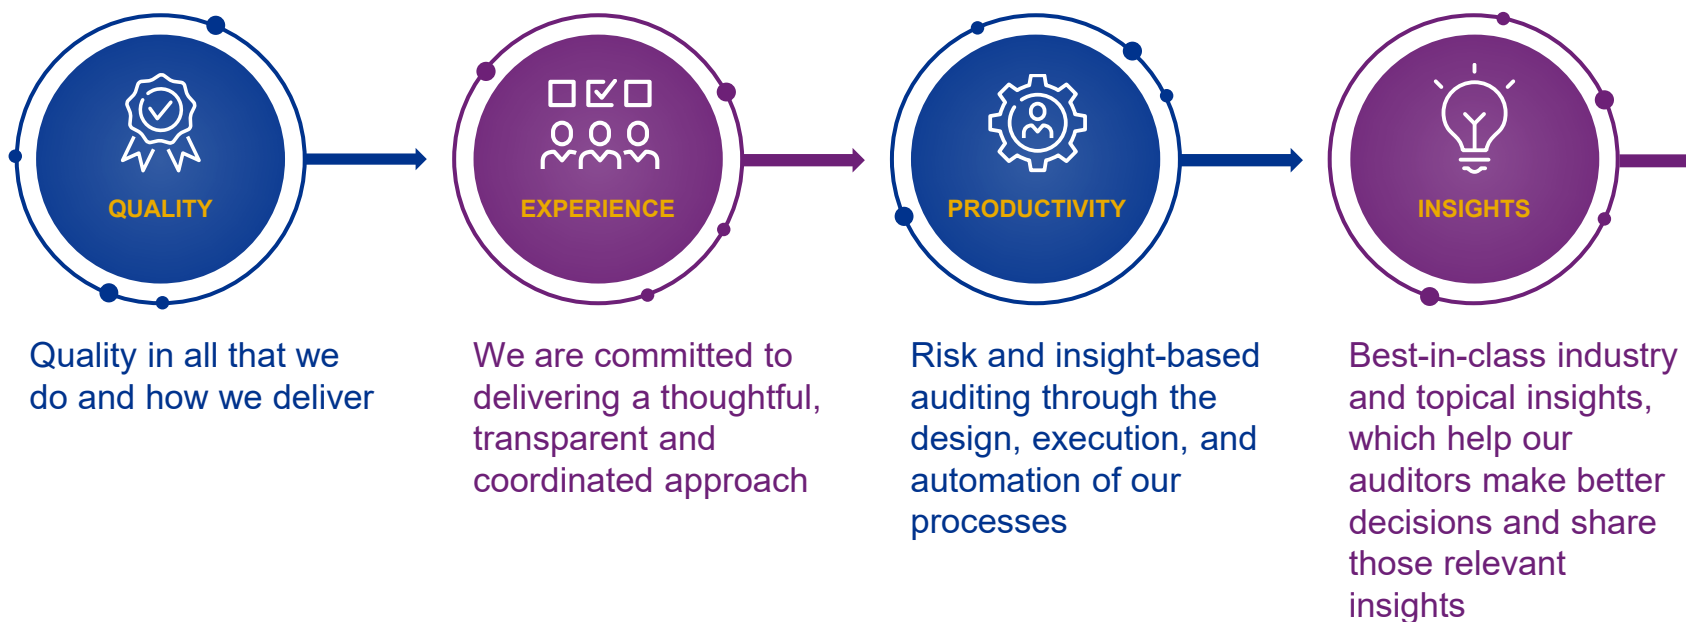 QUALITY
Quality in all that we
do and how we deliver
EXPERIENCE
We are committed to
delivering a thoughtful,
transparent and
coordinated approach
PRODUCTIVITY
Risk and insight-based
auditing through the
design, execution, and
automation of our
processes
INSIGHTS
Best-in-class industry
and topical insights,
which help our
auditors make better
decisions and share
those relevant
insights